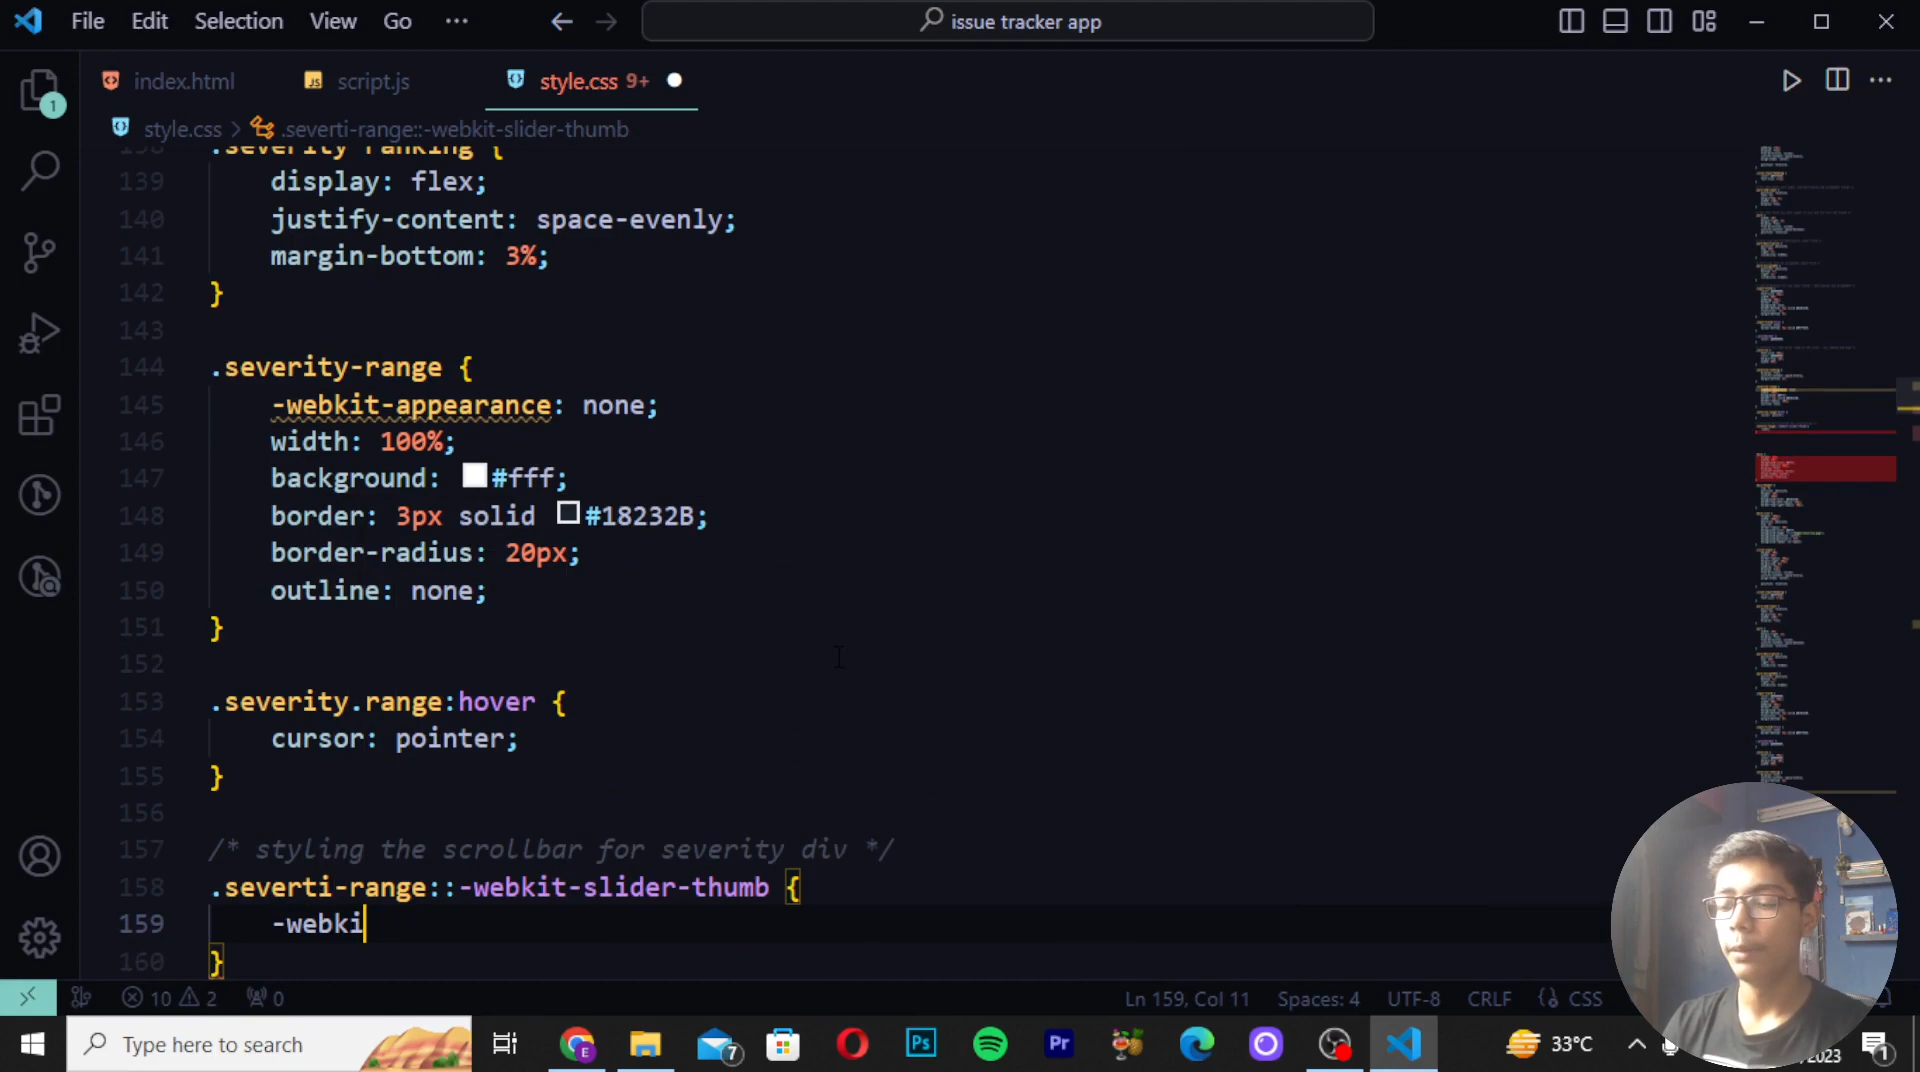 File Edit Selection View Go ··· issue tracker app
1
index.html script.js style.css 9+
style.css > .severti-range::-webkit-slider-thumb
138 .severity-ranking {
139 display: flex;
140 justify-content: space-evenly;
141 margin-bottom: 3%;
142 }
143
144 .severity-range {
145 -webkit-appearance: none;
146 width: 100%;
147 background: #fff;
148 border: 3px solid #18232B;
149 border-radius: 20px;
150 outline: none;
151 }
152
153 .severity.range:hover {
154 cursor: pointer;
155 }
156
157 /* styling the scrollbar for severity div */
158 .severti-range::-webkit-slider-thumb {
159 -webki
160 }
10 2 0 Ln 159, Col 11 Spaces: 4 UTF-8 CRLF CSS
Type here to search E 7 Ps Pr 33°C 2023 1